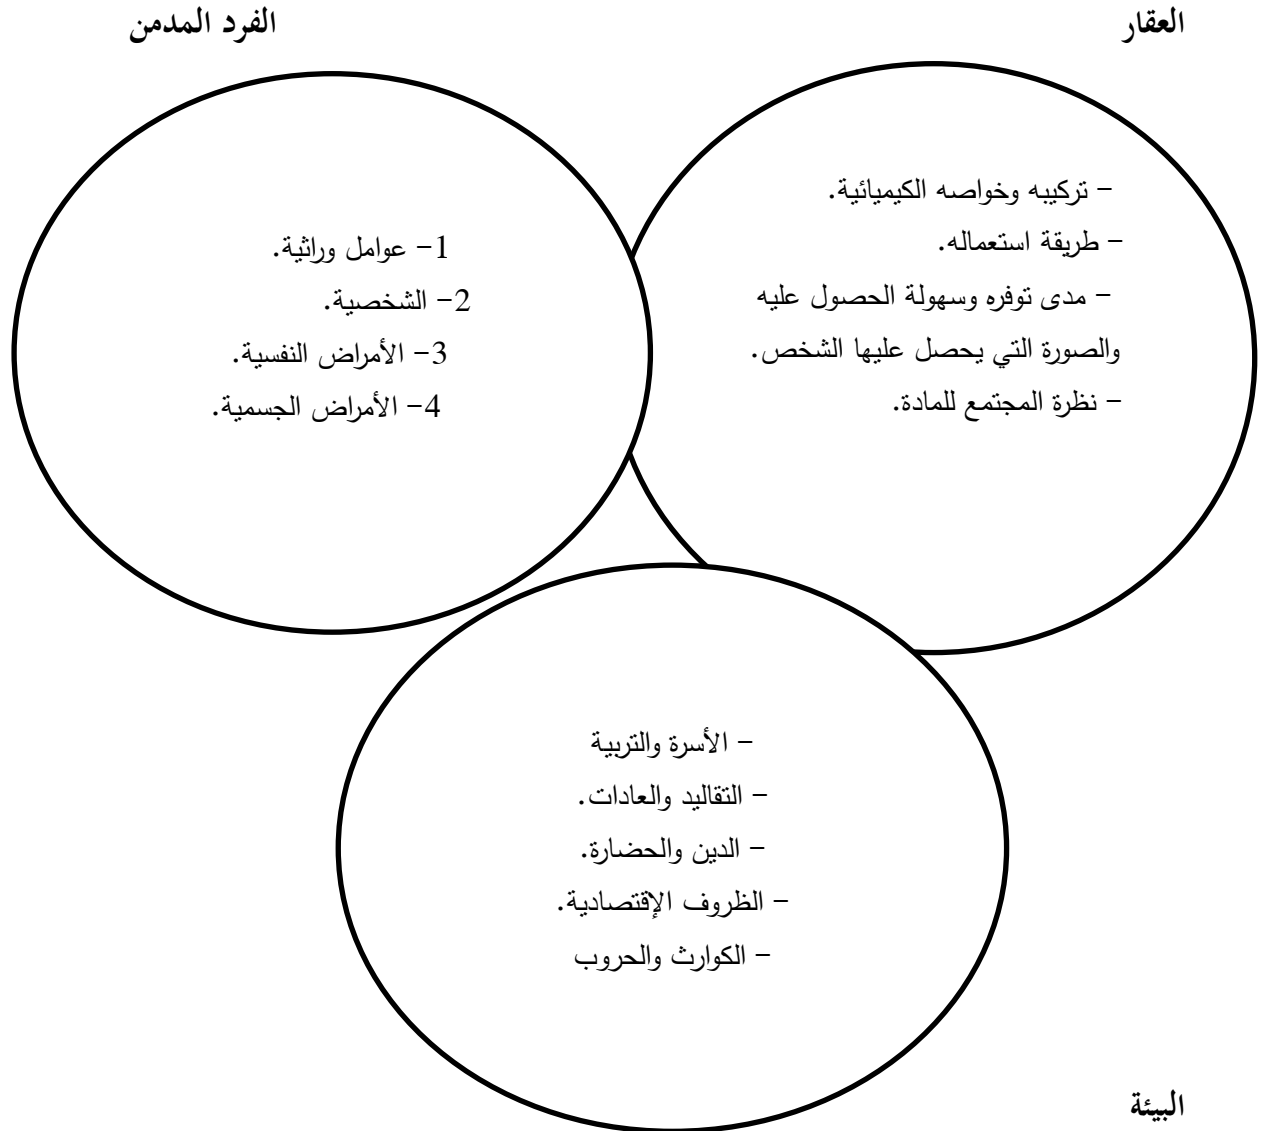 العقار
الفرد المدمن
- تركيبه وخواصه الكيميائية.
- طريقة استعماله.
- مدى توفره وسهولة الحصول عليه
والصورة التي يحصل عليها الشخص.
- نظرة المجتمع للمادة.
1- عوامل وراثية.
2- الشخصية.
3- الأمراض النفسية.
4- الأمراض الجسمية.
- الأسرة والتربية
- التقاليد والعادات.
- الدين والحضارة.
- الظروف الإقتصادية.
- الكوارث والحروب
البيئة